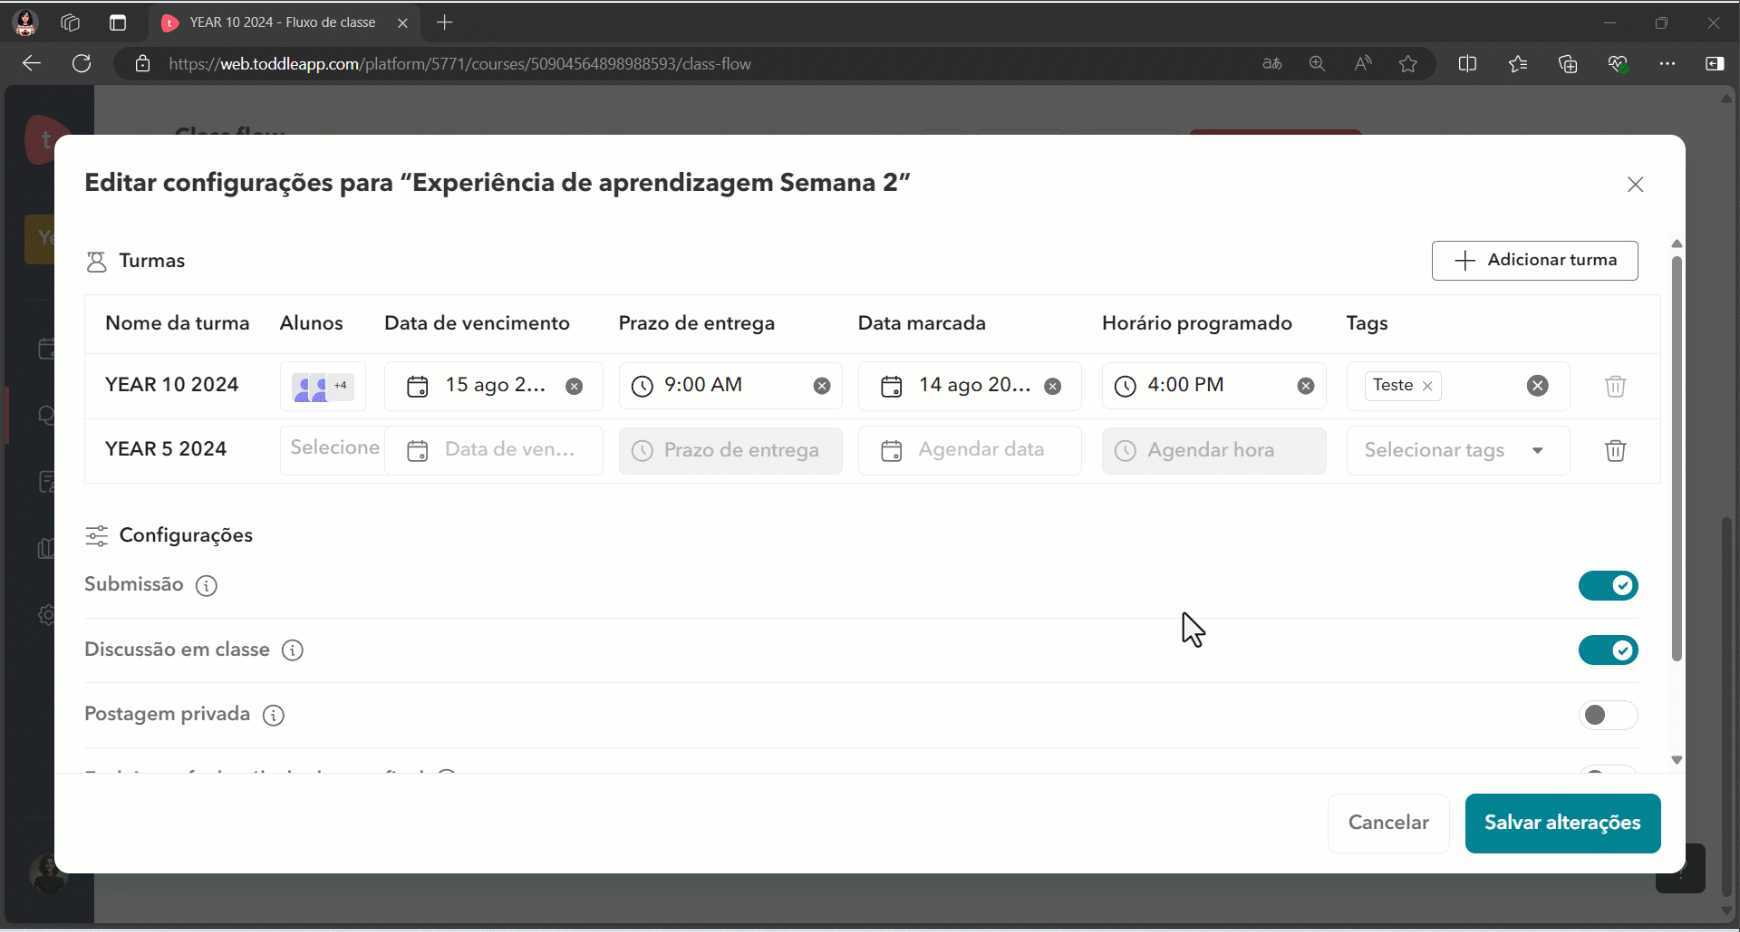 YEAR 10 2024 - Fluxo de classe
https://web.toddleapp.com/platform/5771/courses/50904564898988593/class-flow
Class flow
Editar configurações para “Experiência de aprendizagem Semana 2”
Turmas
Adicionar turma
Nome da turma Alunos Data de vencimento Prazo de entrega Data marcada Horário programado Tags
YEAR 10 2024 +4 15 ago 2... 9:00 AM 14 ago 20... 4:00 PM Teste
YEAR 5 2024 Selecione Data de ven... Prazo de entrega Agendar data Agendar hora Selecionar tags
Configurações
Submissão
Discussão em classe
Postagem privada
Cancelar Salvar alterações